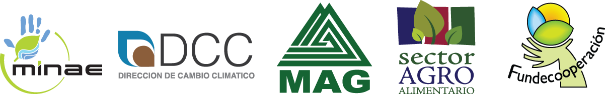 minae
DCC
DIRECCION DE CAMBIO CLIMATICO
MAG
sector
AGRO
ALIMENTARIO
Fundecooperación